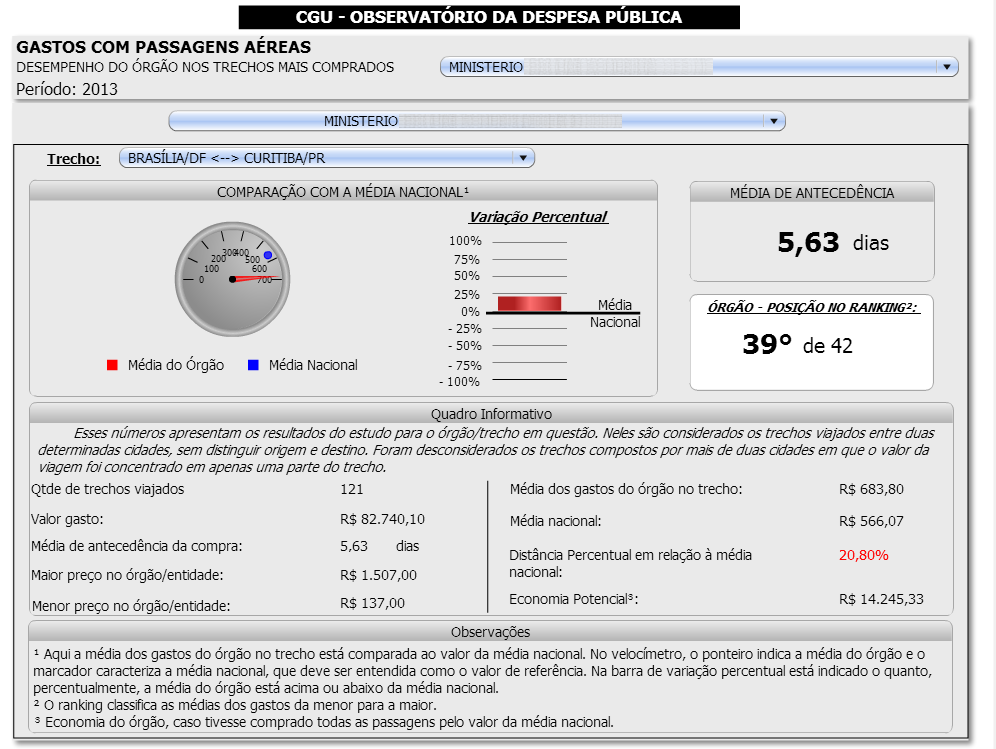 CGU - OBSERVATÓRIO DA DESPESA PÚBLICA
GASTOS COM PASSAGENS AÉREAS
DESEMPENHO DO ÓRGÃO NOS TRECHOS MAIS COMPRADOS
MINISTERIO
Período: 2013
MINISTERIO
Trecho: BRASÍLIA/DF <--> CURITIBA/PR
COMPARAÇÃO COM A MÉDIA NACIONAL¹
0
100
200
300
400
500
600
700
Média do Órgão
Média Nacional
Variação Percentual
100%
75%
50%
25%
0%
- 25%
- 50%
- 75%
- 100%
Média
Nacional
MÉDIA DE ANTECEDÊNCIA
5,63 dias
ÓRGÃO - POSIÇÃO NO RANKING²:
39° de 42
Quadro Informativo
Esses números apresentam os resultados do estudo para o órgão/trecho em questão. Neles são considerados os trechos viajados entre duas
determinadas cidades, sem distinguir origem e destino. Foram desconsiderados os trechos compostos por mais de duas cidades em que o valor da
viagem foi concentrado em apenas uma parte do trecho.
Qtde de trechos viajados 121
Valor gasto: R$ 82.740,10
Média de antecedência da compra: 5,63 dias
Maior preço no órgão/entidade: R$ 1.507,00
Menor preço no órgão/entidade: R$ 137,00
Média dos gastos do órgão no trecho: R$ 683,80
Média nacional: R$ 566,07
Distância Percentual em relação à média 20,80%
nacional:
Economia Potencial³: R$ 14.245,33
Observações
¹ Aqui a média dos gastos do órgão no trecho está comparada ao valor da média nacional. No velocímetro, o ponteiro indica a média do órgão e o
marcador caracteriza a média nacional, que deve ser entendida como o valor de referência. Na barra de variação percentual está indicado o quanto,
percentualmente, a média do órgão está acima ou abaixo da média nacional.
² O ranking classifica as médias dos gastos da menor para a maior.
³ Economia do órgão, caso tivesse comprado todas as passagens pelo valor da média nacional.